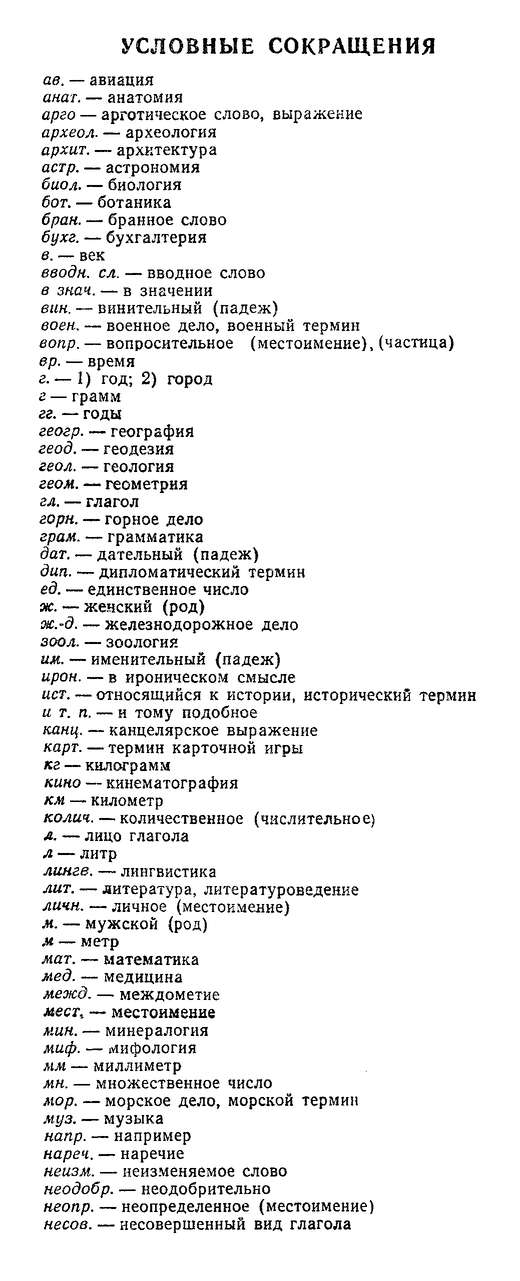 УСЛОВНЫЕ СОКРАЩЕНИЯ
ав. — авиация
анат. — анатомия
арго — арготическое слово, выражение
археол. — археология
архит. — архитектура
астр. — астрономия
биол. — биология
бот. — ботаника
бран. — бранное слово
бухг. — бухгалтерия
в. — век
вводн. сл. — вводное слово
в знач. — в значении
вин. — винительный (падеж)
воен. — военное дело, военный термин
вопр. — вопросительное (местоимение), (частица)
вр. — время
г. — 1) год; 2) город
г — грамм
гг. — годы
геогр. — география
геод. — геодезия
геол. — геология
геом. — геометрия
гл. — глагол
горн. — горное дело
грам. — грамматика
дат. — дательный (падеж)
дип. — дипломатический термин
ед. — единственное число
ж. — женский (род)
ж.-д. — железнодорожное дело
зоол. — зоология
им. — именительный (падеж)
ирон. — в ироническом смысле
ист. — относящийся к истории, исторический термин
и т. п. — и тому подобное
канц. — канцелярское выражение
карт. — термин карточной игры
кг — килограмм
кино — кинематография
км — километр
колич. — количественное (числительное)
л. — лицо глагола
л — литр
лингв. — лингвистика
лит. — литература, литературоведение
личн. — личное (местоимение)
м. — мужской (род)
м — метр
мат. — математика
мед. — медицина
межд. — междометие
мест. — местоимение
мин. — минералогия
миф. — мифология
мм — миллиметр
мн. — множественное число
мор. — морское дело, морской термин
муз. — музыка
напр. — например
нареч. — наречие
неизм. — неизменяемое слово
неодобр. — неодобрительно
неопр. — неопределенное (местоимение)
несов. — несовершенный вид глагола